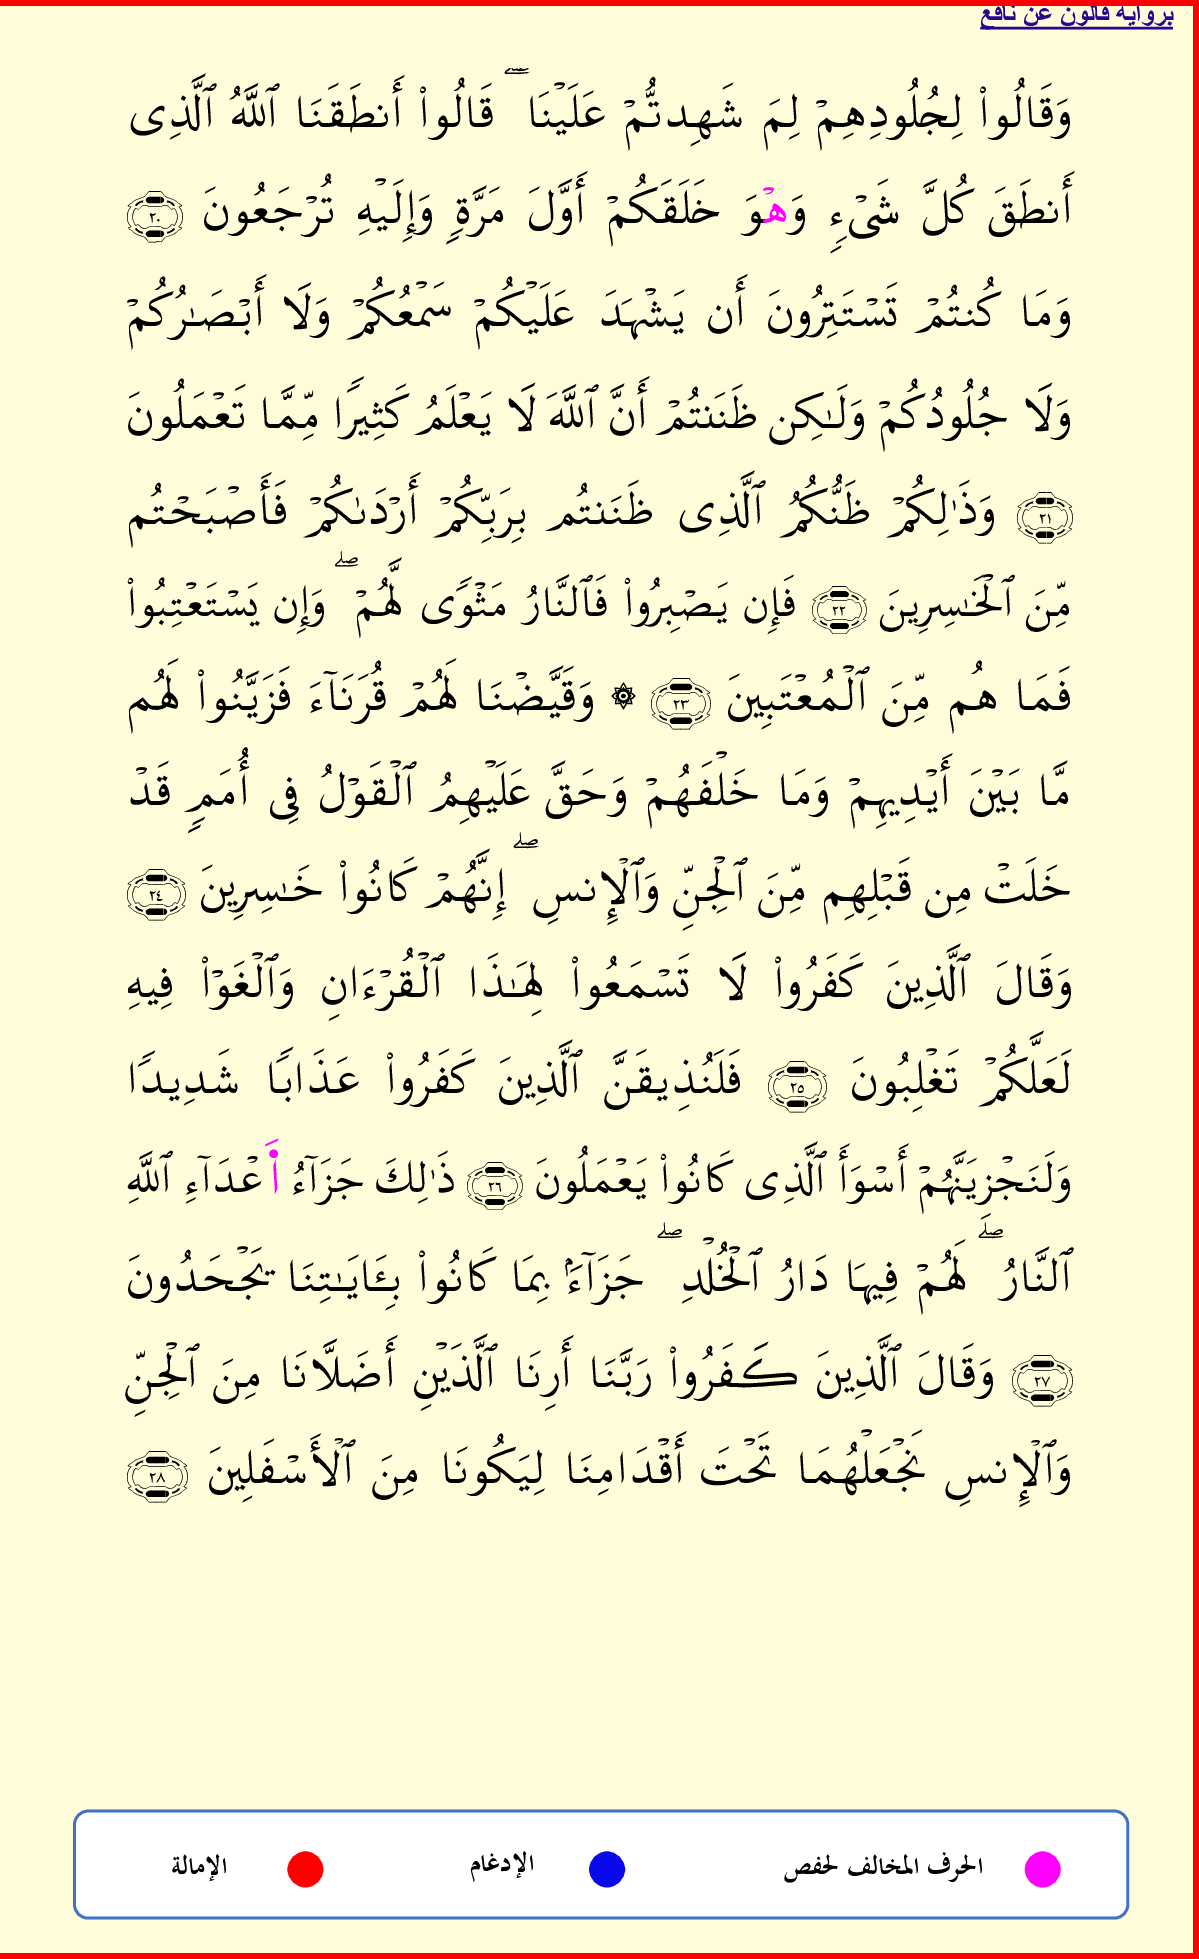 برواية قالون عن نافع
وَقَالُوا۟ لِجُلُودِهِمۡ لِمَ شَهِدتُّمۡ عَلَيۡنَاۖ قَالُوٓا۟ أَنطَقَنَا ٱللَّهُ ٱلَّذِى
أَنطَقَ كُلَّ شَىۡءٍ وَهۡوَ خَلَقَكُمۡ أَوَّلَ مَرَّةٍ وَإِلَيۡهِ تُرۡجَعُونَ ٢٠
وَمَا كُنتُمۡ تَسۡتَتِرُونَ أَن يَشۡهَدَ عَلَيۡكُمۡ سَمۡعُكُمۡ وَلَا أَبۡصَـٰرُكُمۡ
وَلَا جُلُودُكُمۡ وَلَـٰكِن ظَنَنتُمۡ أَنَّ ٱللَّهَ لَا يَعۡلَمُ كَثِيرًا مِّمَّا تَعۡمَلُونَ
٢١ وَذَٰلِكُمۡ ظَنُّكُمُ ٱلَّذِى ظَنَنتُم بِرَبِّكُمۡ أَرۡدَىٰكُمۡ فَأَصۡبَحۡتُم
مِّنَ ٱلۡخَـٰسِرِينَ ٢٢ فَإِن يَصۡبِرُوا۟ فَٱلنَّارُ مَثۡوًى لَّهُمۡۖ وَإِن يَسۡتَعۡتِبُوا۟
فَمَا هُم مِّنَ ٱلۡمُعۡتَبِينَ ٢٣ ۞ وَقَيَّضۡنَا لَهُمۡ قُرَنَآءَ فَزَيَّنُوا۟ لَهُم
مَّا بَيۡنَ أَيۡدِيهِمۡ وَمَا خَلۡفَهُمۡ وَحَقَّ عَلَيۡهِمُ ٱلۡقَوۡلُ فِى أُمَمٍ قَدۡ
خَلَتۡ مِن قَبۡلِهِم مِّنَ ٱلۡجِنِّ وَٱلۡإِنسِۖ إِنَّهُمۡ كَانُوا۟ خَـٰسِرِينَ ٢٤
وَقَالَ ٱلَّذِينَ كَفَرُوا۟ لَا تَسۡمَعُوا۟ لِهَـٰذَا ٱلۡقُرۡءَانِ وَٱلۡغَوۡا۟ فِيهِ
لَعَلَّكُمۡ تَغۡلِبُونَ ٢٥ فَلَنُذِيقَنَّ ٱلَّذِينَ كَفَرُوا۟ عَذَابًا شَدِيدًا
وَلَنَجۡزِيَنَّهُمۡ أَسۡوَأَ ٱلَّذِى كَانُوا۟ يَعۡمَلُونَ ٢٦ ذَٰلِكَ جَزَآءُ أَعۡدَآءِ ٱللَّهِ
ٱلنَّارُۖ لَهُمۡ فِيهَا دَارُ ٱلۡخُلۡدِۖ جَزَآءَۢ بِمَا كَانُوا۟ بِـَٔايَـٰتِنَا يَجۡحَدُونَ
٢٧ وَقَالَ ٱلَّذِينَ كَفَرُوا۟ رَبَّنَا أَرِنَا ٱلَّذَيۡنِ أَضَلَّانَا مِنَ ٱلۡجِنِّ
وَٱلۡإِنسِ نَجۡعَلۡهُمَا تَحۡتَ أَقۡدَامِنَا لِيَكُونَا مِنَ ٱلۡأَسۡفَلِينَ ٢٨
الحرف المخالف لحفص الإدغام الإمالة